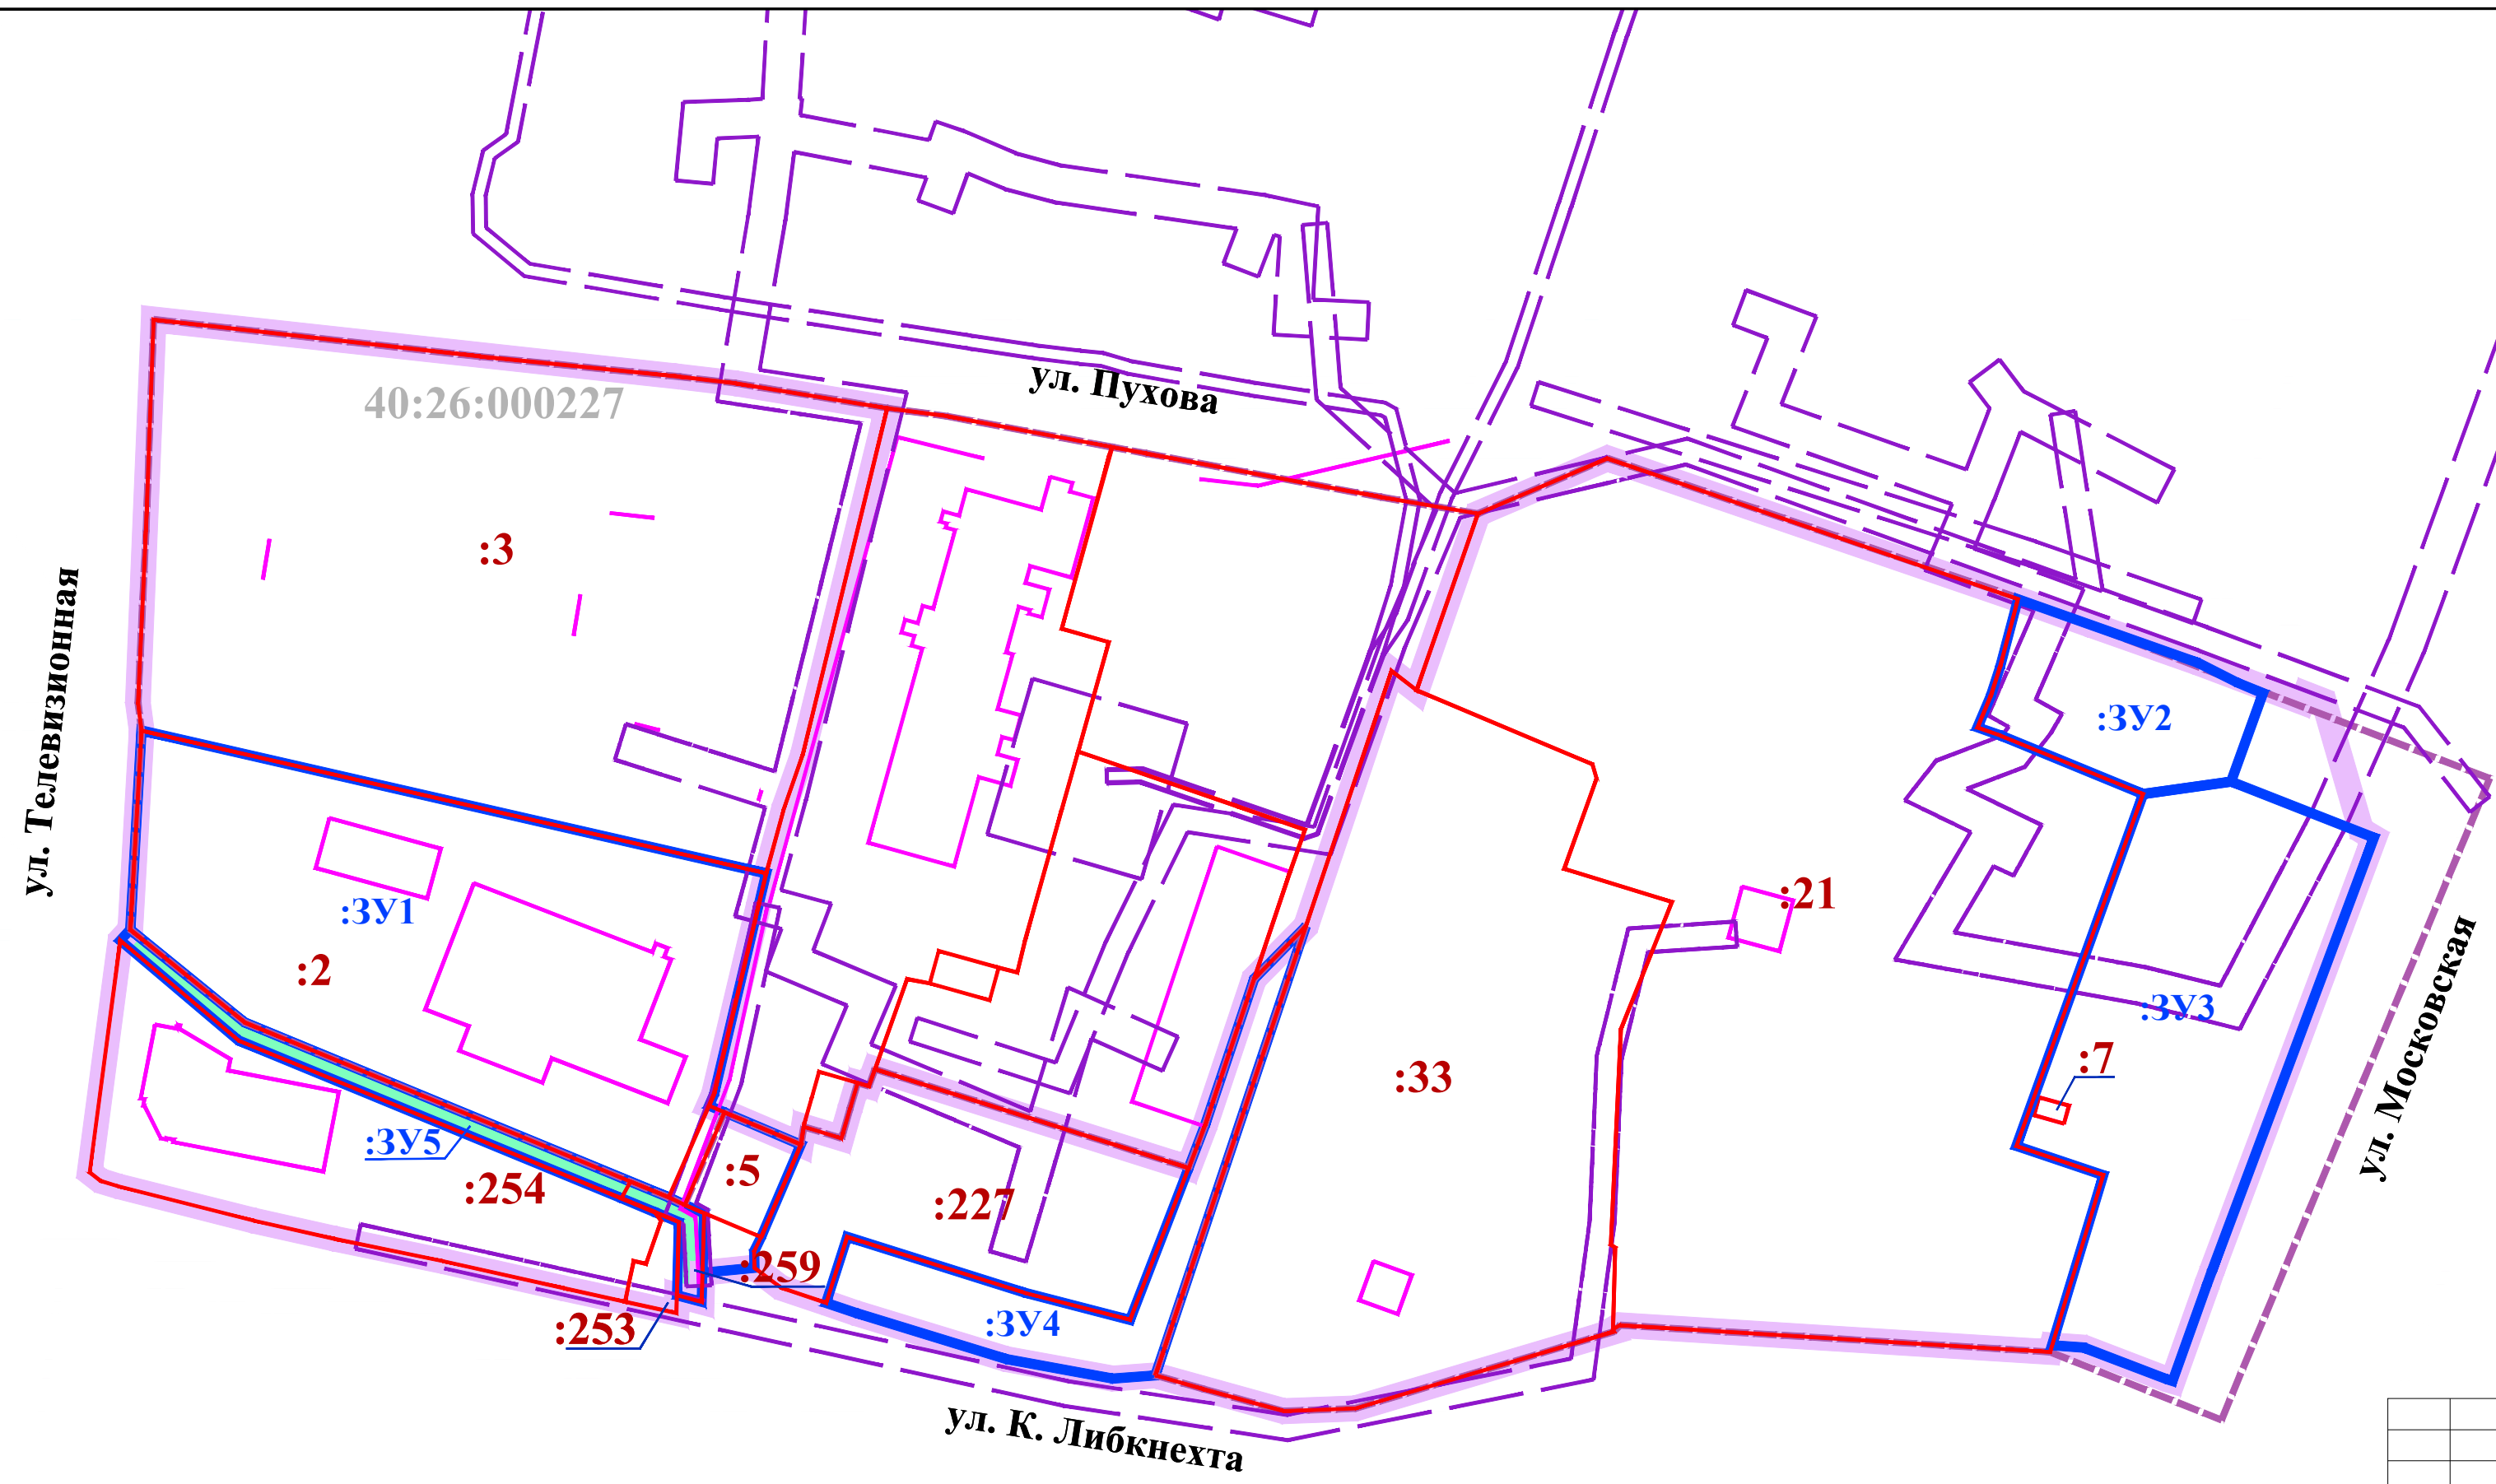 ул. Пухова
40:26:000227
:3
ул. Телевизионная
:ЗУ2
:21
:ЗУ1
:2
:ЗУ3
ул. Московская
:7
:33
:ЗУ5
:5
:254
:227
:259
:ЗУ4
:253
ул. К. Либкнехта